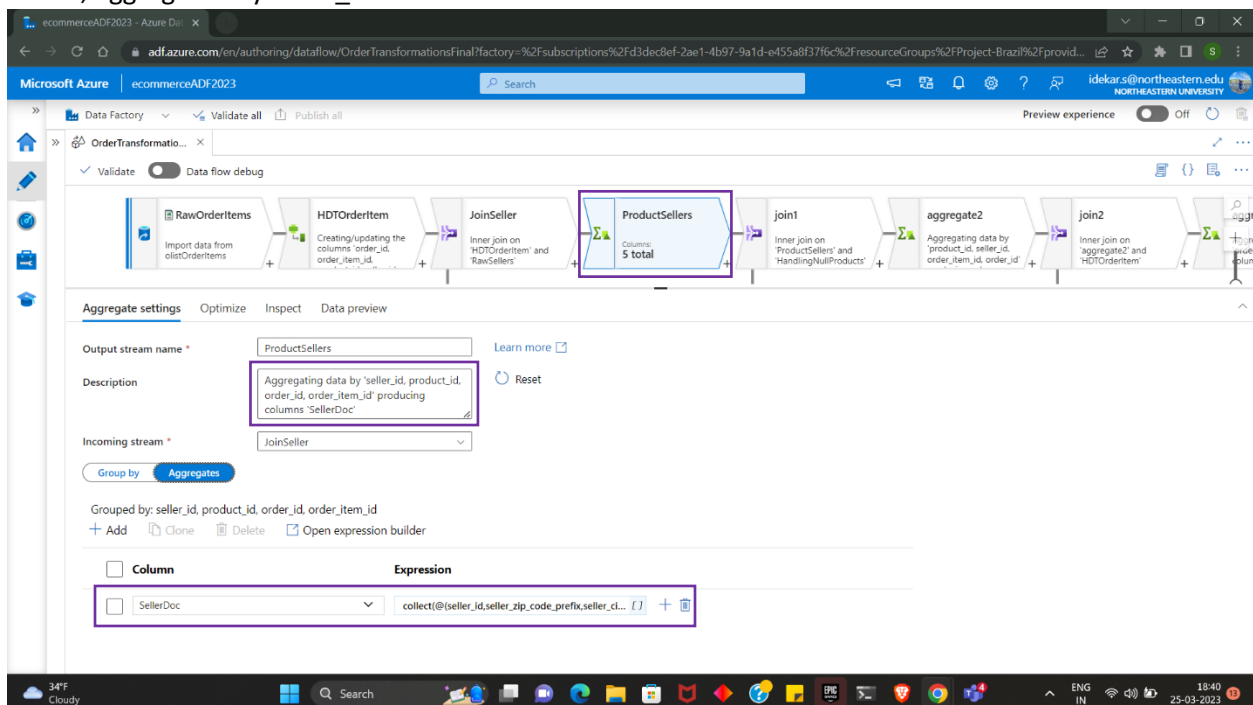 ecommerceADF2023 - Azure Dat
adf.azure.com/en/authoring/dataflow/OrderTransformationsFinal?factory=%2Fsubscriptions%2Fd3dec8ef-2ae1-4b97-9a1d-e455a8f37f6c%2FresourceGroups%2FProject-Brazil%2Fprovid...
S
Microsoft Azure
ecommerceADF2023
Search
idekar.s@northeastern.edu
NORTHEASTERN UNIVERSITY
Data Factory
Validate all
Publish all
Preview experience
Off
OrderTransformatio...
Validate
Data flow debug
RawOrderItems
Import data from
olistOrderItems
HDTOrderItem
Creating/updating the
columns 'order_id,
order_item_id,
JoinSeller
Inner join on
'HDTOrderItem' and
'RawSellers'
ProductSellers
Columns:
5 total
join1
Inner join on
'ProductSellers' and
'HandlingNullProducts'
aggregate2
Aggregating data by
'product_id, seller_id,
order_item_id, order_id'
join2
Inner join on
'aggregate2' and
'HDTOrderItem'
Aggregate settings
Optimize
Inspect
Data preview
Output stream name *
ProductSellers
Learn more
Description
Aggregating data by 'seller_id, product_id,
order_id, order_item_id' producing
columns 'SellerDoc'
Reset
Incoming stream *
JoinSeller
Group by
Aggregates
Grouped by: seller_id, product_id, order_id, order_item_id
+ Add
Clone
Delete
Open expression builder
Column
Expression
SellerDoc
collect(@(seller_id,seller_zip_code_prefix,seller_ci...
34°F
Cloudy
Search
EPIC
ENG
IN
18:40
25-03-2023
13